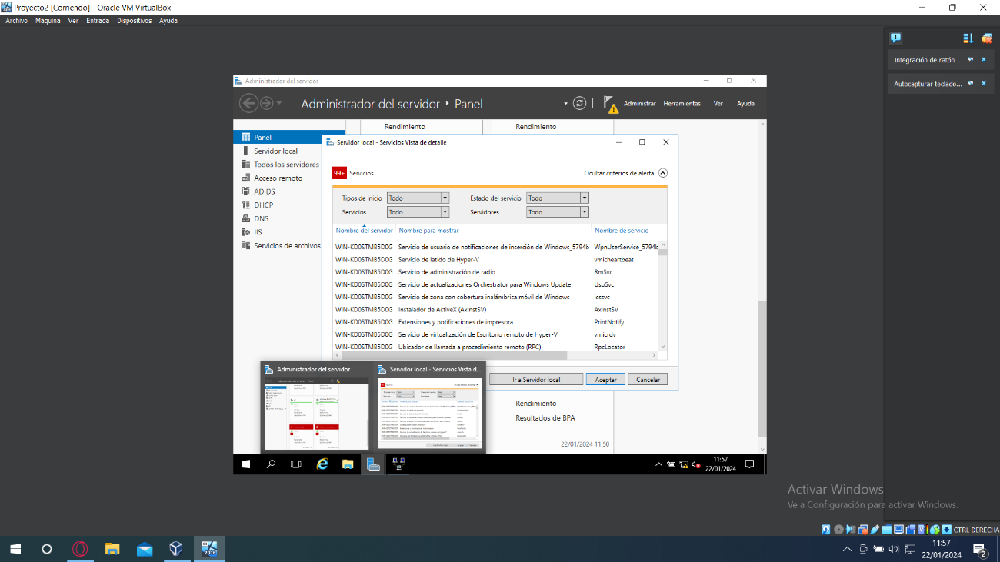 Proyecto2 [Corriendo] - Oracle VM VirtualBox
Archivo Máquina Ver Entrada Dispositivos Ayuda
Integración de ratón...
Autocapturar teclado...
Administrador del servidor
Administrador del servidor ‣ Panel
Administrar Herramientas Ver Ayuda
Rendimiento Rendimiento
Panel
Servidor local
Todos los servidores
Acceso remoto
AD DS
DHCP
DNS
IIS
Servicios de archivos
Servidor local - Servicios Vista de detalle
99+ Servicios Ocultar criterios de alerta
Tipos de inicio Todo Estado del servicio Todo
Servicios Todo Servidores Todo
Nombre del servidor Nombre para mostrar Nombre de servicio
WIN-KD0STMB5D0G Servicio de usuario de notificaciones de inserción de Windows_5794b WpnUserService_5794b
WIN-KD0STMB5D0G Servicio de latido de Hyper-V vmicheartbeat
WIN-KD0STMB5D0G Servicio de administración de radio RmSvc
WIN-KD0STMB5D0G Servicio de actualizaciones Orchestrator para Windows Update UsoSvc
WIN-KD0STMB5D0G Servicio de zona con cobertura inalámbrica móvil de Windows icssvc
WIN-KD0STMB5D0G Instalador de ActiveX (AxInstSV) AxInstSV
WIN-KD0STMB5D0G Extensiones y notificaciones de impresora PrintNotify
WIN-KD0STMB5D0G Servicio de virtualización de Escritorio remoto de Hyper-V vmicrdv
WIN-KD0STMB5D0G Ubicador de llamada a procedimiento remoto (RPC) RpcLocator
Ir a Servidor local Aceptar Cancelar
Administrador del servidor
Servidor local - Servicios Vista d...
Servicios
Rendimiento
Resultados de BPA
22/01/2024 11:50
11:57
22/01/2024
Activar Windows
Ve a Configuración para activar Windows.
CTRL DERECHA
2016
11:57
22/01/2024
2